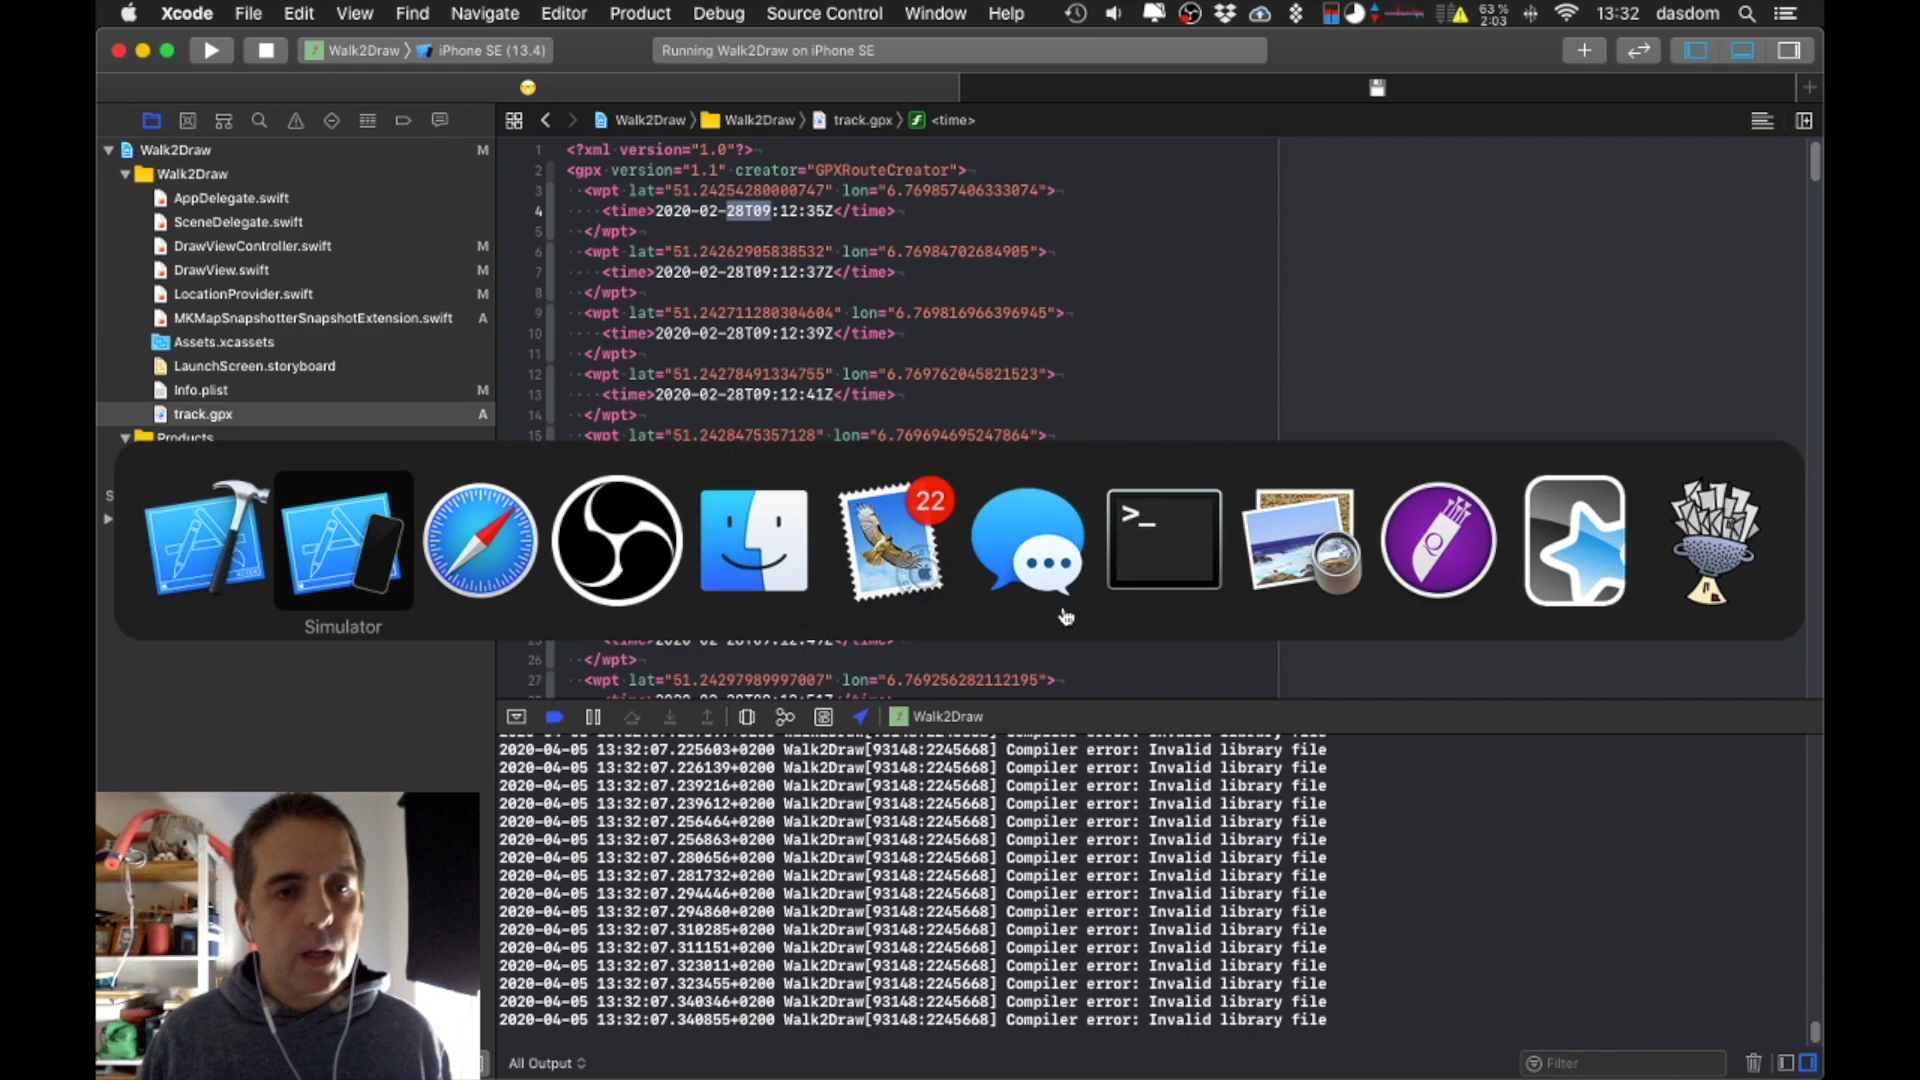 Xcode File Edit View Find Navigate Editor Product Debug Source Control Window Help 63 % 2:03 13:32 dasdom
Walk2Draw iPhone SE (13.4) Running Walk2Draw on iPhone SE
Walk2Draw Walk2Draw track.gpx <time>
Walk2Draw M
Walk2Draw
AppDelegate.swift
SceneDelegate.swift
DrawViewController.swift M
DrawView.swift M
LocationProvider.swift M
MKMapSnapshotterSnapshotExtension.swift A
Assets.xcassets
LaunchScreen.storyboard
Info.plist M
track.gpx A
Products
1 <?xml version="1.0"?>
2 <gpx version="1.1" creator="GPXRouteCreator">
3 <wpt lat="51.24254280000747" lon="6.769857406333074">
4 <time>2020-02-28T09:12:35Z</time>
5 </wpt>
6 <wpt lat="51.24262905838532" lon="6.76984702684905">
7 <time>2020-02-28T09:12:37Z</time>
8 </wpt>
9 <wpt lat="51.242711280304604" lon="6.769816966396945">
10 <time>2020-02-28T09:12:39Z</time>
11 </wpt>
12 <wpt lat="51.24278491334755" lon="6.769762045821523">
13 <time>2020-02-28T09:12:41Z</time>
14 </wpt>
15 <wpt lat="51.2428475357128" lon="6.769694695247864">
22
>_
Simulator
26 </wpt>
27 <wpt lat="51.24297989997007" lon="6.769256282112195">
Walk2Draw
2020-04-05 13:32:07.225603+0200 Walk2Draw[93148:2245668] Compiler error: Invalid library file
2020-04-05 13:32:07.226139+0200 Walk2Draw[93148:2245668] Compiler error: Invalid library file
2020-04-05 13:32:07.239216+0200 Walk2Draw[93148:2245668] Compiler error: Invalid library file
2020-04-05 13:32:07.239612+0200 Walk2Draw[93148:2245668] Compiler error: Invalid library file
2020-04-05 13:32:07.256464+0200 Walk2Draw[93148:2245668] Compiler error: Invalid library file
2020-04-05 13:32:07.256863+0200 Walk2Draw[93148:2245668] Compiler error: Invalid library file
2020-04-05 13:32:07.280656+0200 Walk2Draw[93148:2245668] Compiler error: Invalid library file
2020-04-05 13:32:07.281732+0200 Walk2Draw[93148:2245668] Compiler error: Invalid library file
2020-04-05 13:32:07.294446+0200 Walk2Draw[93148:2245668] Compiler error: Invalid library file
2020-04-05 13:32:07.294860+0200 Walk2Draw[93148:2245668] Compiler error: Invalid library file
2020-04-05 13:32:07.310285+0200 Walk2Draw[93148:2245668] Compiler error: Invalid library file
2020-04-05 13:32:07.311151+0200 Walk2Draw[93148:2245668] Compiler error: Invalid library file
2020-04-05 13:32:07.323011+0200 Walk2Draw[93148:2245668] Compiler error: Invalid library file
2020-04-05 13:32:07.323455+0200 Walk2Draw[93148:2245668] Compiler error: Invalid library file
2020-04-05 13:32:07.340346+0200 Walk2Draw[93148:2245668] Compiler error: Invalid library file
2020-04-05 13:32:07.340855+0200 Walk2Draw[93148:2245668] Compiler error: Invalid library file
All Output Filter